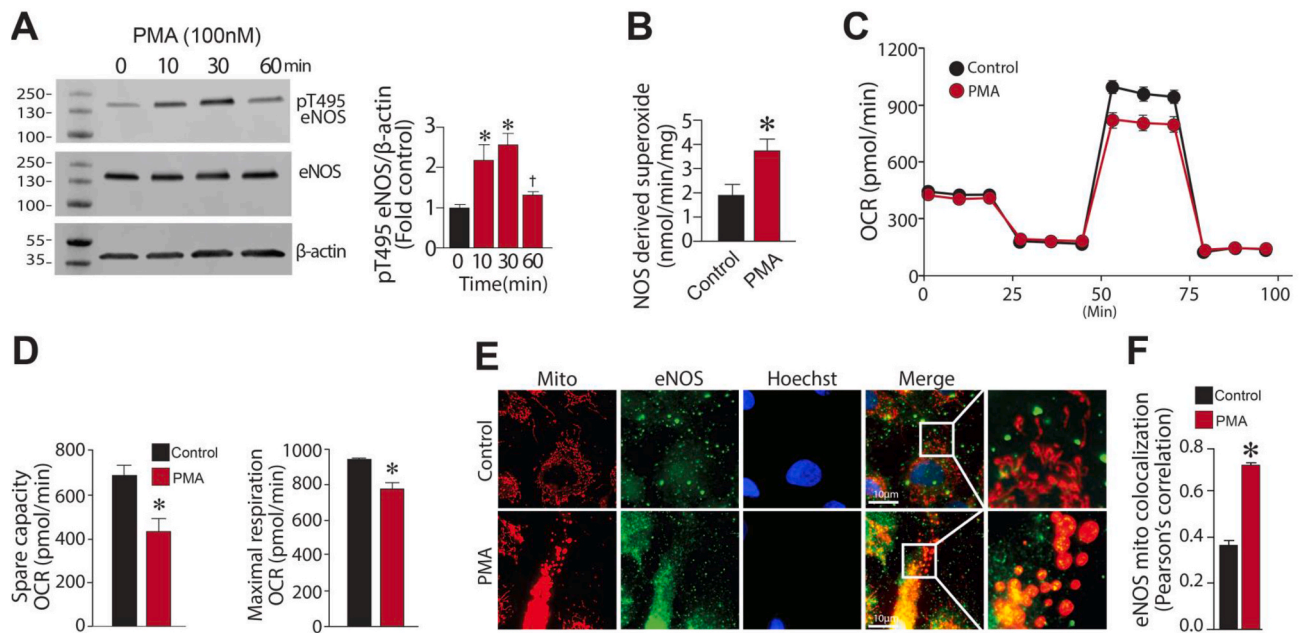 A
PMA (100nM)
0 10 30 60 min
250-
130-
100-
pT495
eNOS
250-
130-
100-
eNOS
55-
35-
β-actin
pT495 eNOS/β-actin
(Fold control)
3
2
1
0
* * †
0 10 30 60
Time(min)
B
NOS derived superoxide
(nmol/min/mg)
5
4
3
2
1
0
*
Control
PMA
C
OCR (pmol/min)
1200
900
600
300
0
Control
PMA
0 25 50 75 100
(Min)
D
Spare capacity
OCR (pmol/min)
800
600
400
200
0
Control
PMA
*
Maximal respiration
OCR (pmol/min)
1000
800
600
400
200
0
*
E
Mito eNOS Hoechst Merge
Control
10μm
PMA
10μm
F
Control
PMA
eNOS mito colocalization
(Pearson's correlation)
0.8
0.6
0.4
0.2
0
*